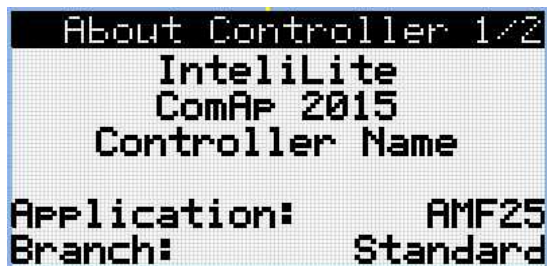 About Controller 1/2
InteliLite
ComAp 2015
Controller Name
Application: AMF25
Branch: Standard